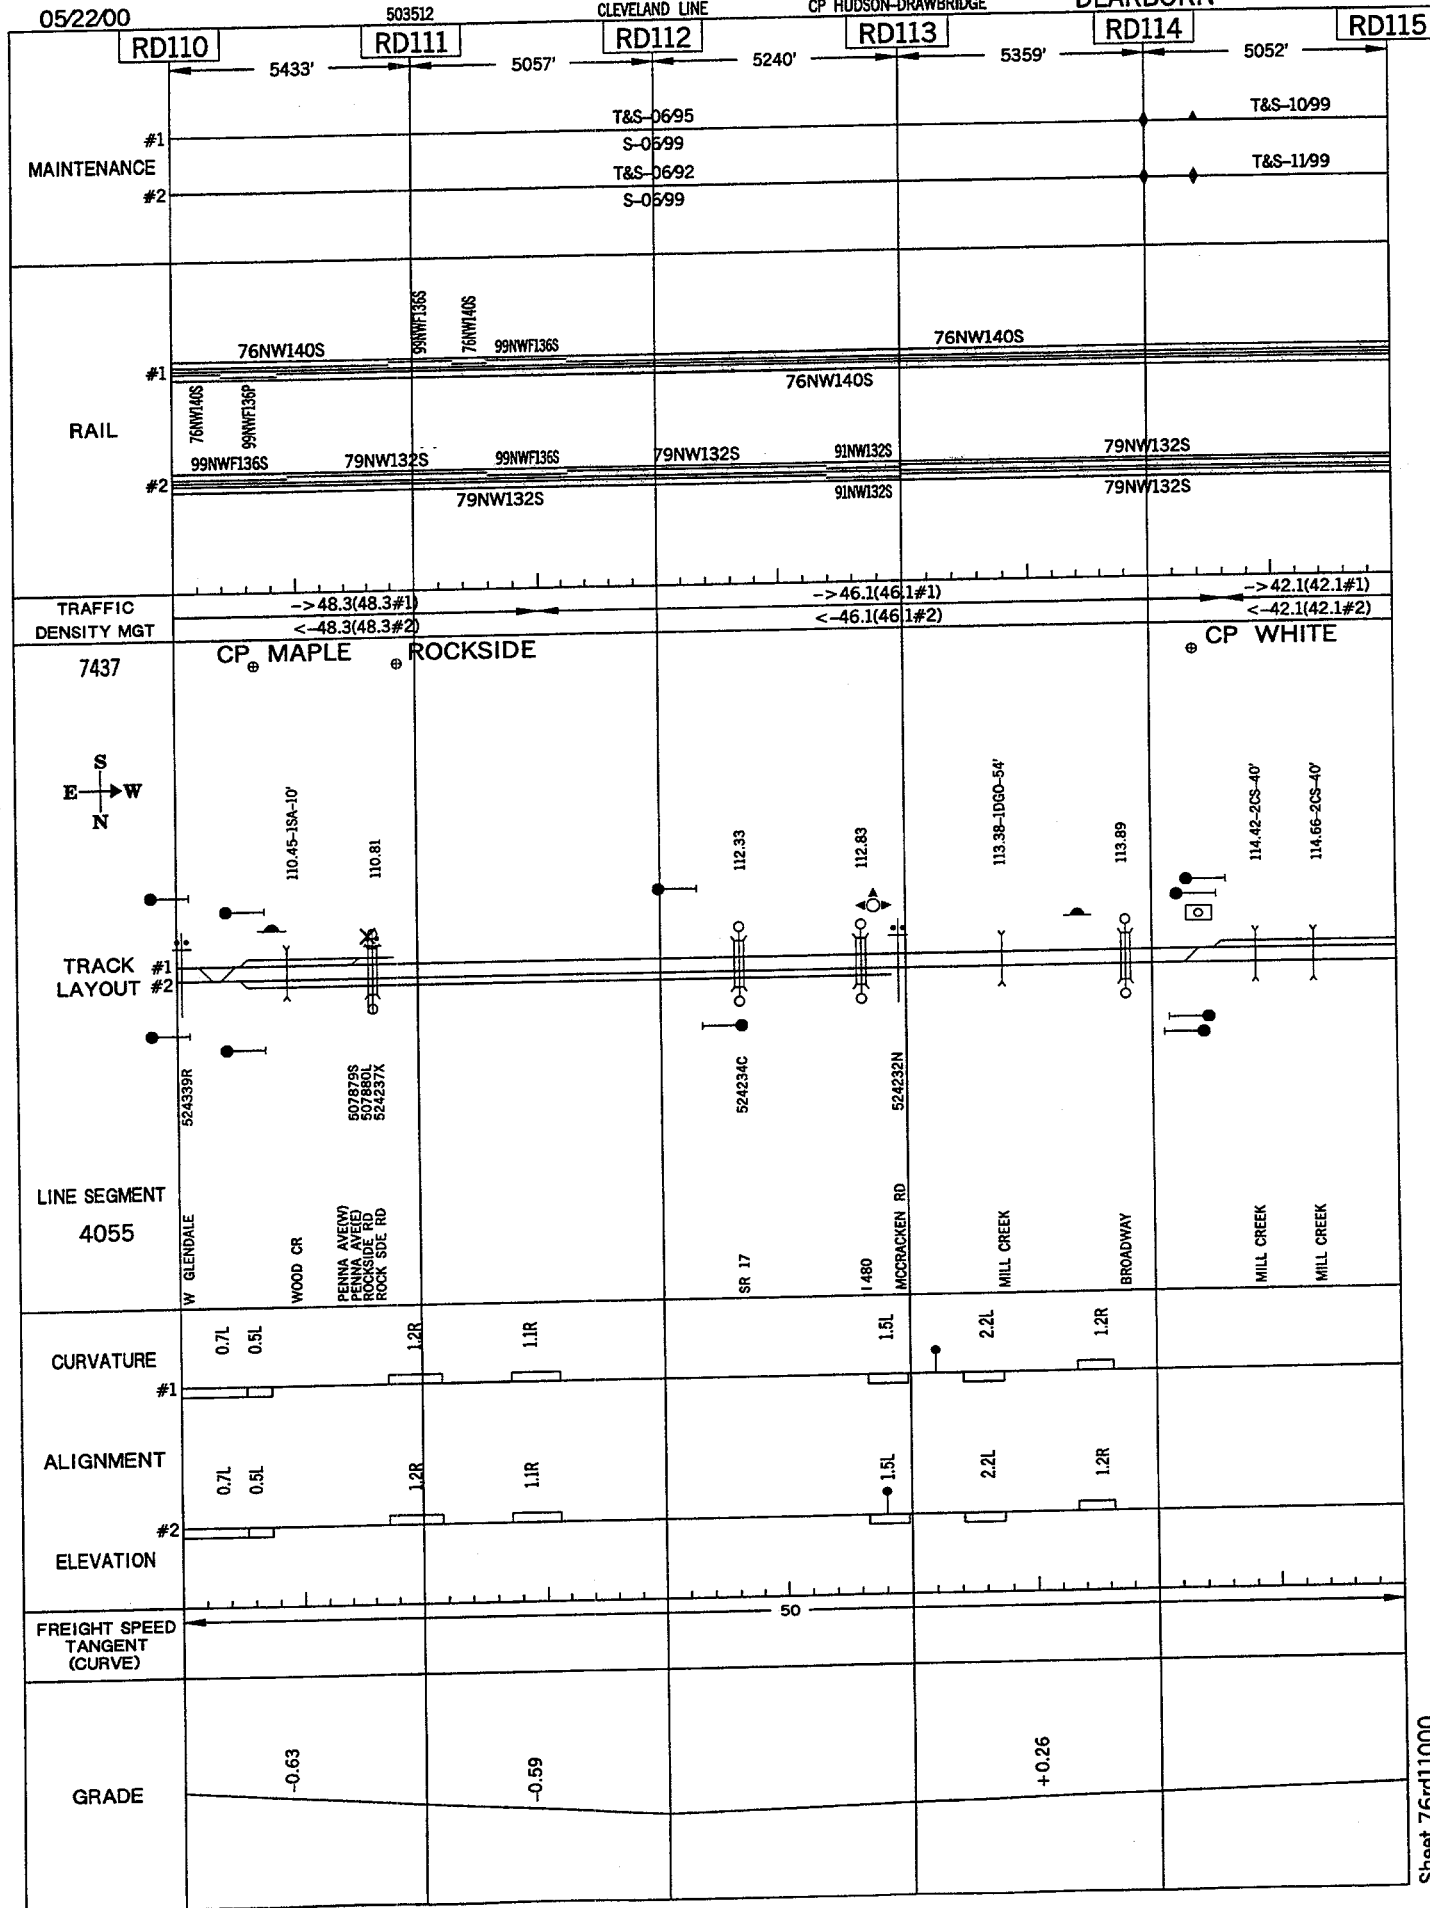 05/22/00
503512
CLEVELAND LINE
CP HUDSON-DRAWBRIDGE
RD110
RD111
RD112
RD113
RD114
RD115
5433'
5057'
5240'
5359'
5052'
MAINTENANCE
#1
T&S-06/95
T&S-10/99
S-06/99
#2
T&S-06/92
T&S-11/99
S-06/99
RAIL
99NWF136S
76NW140S
76NW140S
99NWF136S
76NW140S
#1
76NW140S
76NW140S
99NWF136P
99NWF136S
79NW132S
99NWF136S
79NW132S
91NW132S
79NW132S
#2
79NW132S
91NW132S
79NW132S
TRAFFIC
DENSITY MGT
->48.3(48.3#1)
->46.1(46.1#1)
->42.1(42.1#1)
<-48.3(48.3#2)
<-46.1(46.1#2)
<-42.1(42.1#2)
7437
CP MAPLE
ROCKSIDE
CP WHITE
S
E W
N
110.45-1SA-10'
110.81
112.33
112.83
113.38-1DGO-54'
113.89
114.42-2CS-40'
114.66-2CS-40'
TRACK #1
LAYOUT #2
524339R
507879S
507880L
524237X
524234C
524232N
LINE SEGMENT
4055
W GLENDALE
WOOD CR
PENNA AVE(W)
PENNA AVE(E)
ROCKSIDE RD
ROCK SDE RD
SR 17
I 480
MCCRACKEN RD
MILL CREEK
BROADWAY
MILL CREEK
MILL CREEK
CURVATURE
#1
0.7L
0.5L
1.2R
1.1R
1.5L
2.2L
1.2R
ALIGNMENT
#2
0.7L
0.5L
1.2R
1.1R
1.5L
2.2L
1.2R
ELEVATION
FREIGHT SPEED
TANGENT
(CURVE)
50
GRADE
-0.63
-0.59
+0.26
Sheet 76rd11000